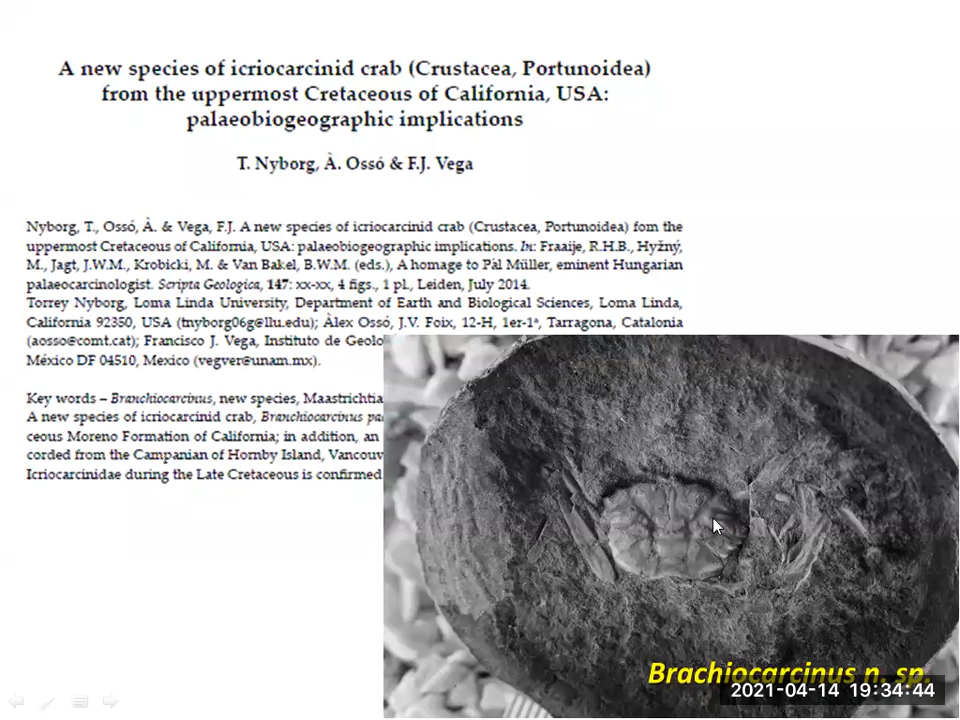 A new species of icriocarcinid crab (Crustacea, Portunoidea)
from the uppermost Cretaceous of California, USA:
palaeobiogeographic implications
T. Nyborg, À. Ossó & F.J. Vega
Nyborg, T., Ossó, À. & Vega, F.J. A new species of icriocarcinid crab (Crustacea, Portunoidea) fom the
uppermost Cretaceous of California, USA: palaeobiogeographic implications. In: Fraaije, R.H.B., Hyžný,
M., Jagt, J.W.M., Krobicki, M. & Van Bakel, B.W.M. (eds.), A homage to Pál Müller, eminent Hungarian
palaeocarcinologist. Scripta Geologica, 147: xx-xx, 4 figs., 1 pl., Leiden, July 2014.
Torrey Nyborg, Loma Linda University, Department of Earth and Biological Sciences, Loma Linda,
California 92350, USA (tnyborg06g@llu.edu); Àlex Ossó, J.V. Foix, 12-H, 1er-1ª, Tarragona, Catalonia
(aosso@comt.cat); Francisco J. Vega, Instituto de Geolo
México DF 04510, Mexico (vegver@unam.mx).
Key words – Branchiocarcinus, new species, Maastrichtia
A new species of icriocarcinid crab, Branchiocarcinus pa
ceous Moreno Formation of California; in addition, an
corded from the Campanian of Hornby Island, Vancouv
Icriocarcinidae during the Late Cretaceous is confirmed
Brachiocarcinus n. sp.
2021-04-14 19:34:44